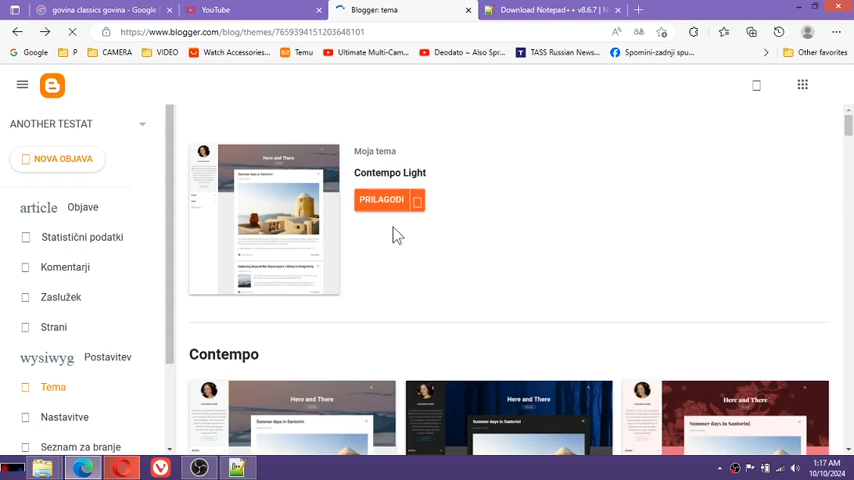 govina classics govina - Google S
YouTube
Blogger: tema
Download Notepad++ v8.6.7 | N
https://www.blogger.com/blog/themes/7659394151203648101
Google
P
CAMERA
VIDEO
Watch Accessories...
Temu
Ultimate Multi-Cam...
Deodato ~ Also Spr...
TASS Russian News...
Spomini-zadnji spus...
Other favorites
ANOTHER TESTAT
NOVA OBJAVA
article Objave
Statistični podatki
Komentarji
Zaslužek
Strani
wysiwyg Postavitev
Tema
Nastavitve
Seznam za branje
Moja tema
Contempo Light
PRILAGODI
Here and There
Summer days in Santorini
Contempo
Here and There
Summer days in Santorini
Here and There
Summer days in Santorini
Here and There
Summer days in Santorini
1:17 AM
10/10/2024